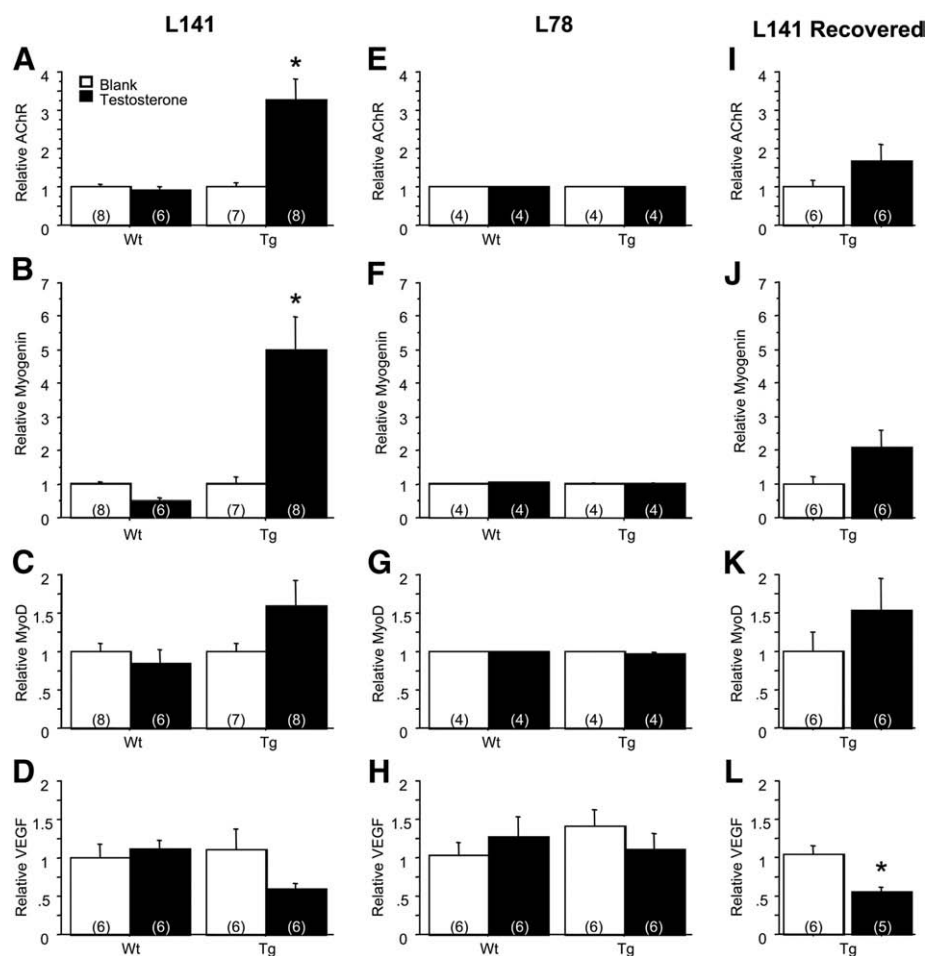 L141
L78
L141 Recovered
A
Relative AChR
4
3
2
1
0
Blank
Testosterone
*
(8)
(6)
(7)
(8)
Wt
Tg
E
Relative AChR
4
3
2
1
0
(4)
(4)
(4)
(4)
Wt
Tg
I
Relative AChR
4
3
2
1
0
(6)
(6)
Tg
B
Relative Myogenin
7
6
5
4
3
2
1
0
*
(8)
(6)
(7)
(8)
Wt
Tg
F
Relative Myogenin
7
6
5
4
3
2
1
0
(4)
(4)
(4)
(4)
Wt
Tg
J
Relative Myogenin
7
6
5
4
3
2
1
0
(6)
(6)
Tg
C
Relative MyoD
2
1.5
1
.5
0
(8)
(6)
(7)
(8)
Wt
Tg
G
Relative MyoD
2
1.5
1
.5
0
(4)
(4)
(4)
(4)
Wt
Tg
K
Relative MyoD
2
1.5
1
.5
0
(6)
(6)
Tg
D
Relative VEGF
2
1.5
1
.5
0
(6)
(6)
(6)
(6)
Wt
Tg
H
Relative VEGF
2
1.5
1
.5
0
(6)
(6)
(6)
(6)
Wt
Tg
L
Relative VEGF
2
1.5
1
.5
0
*
(6)
(5)
Tg